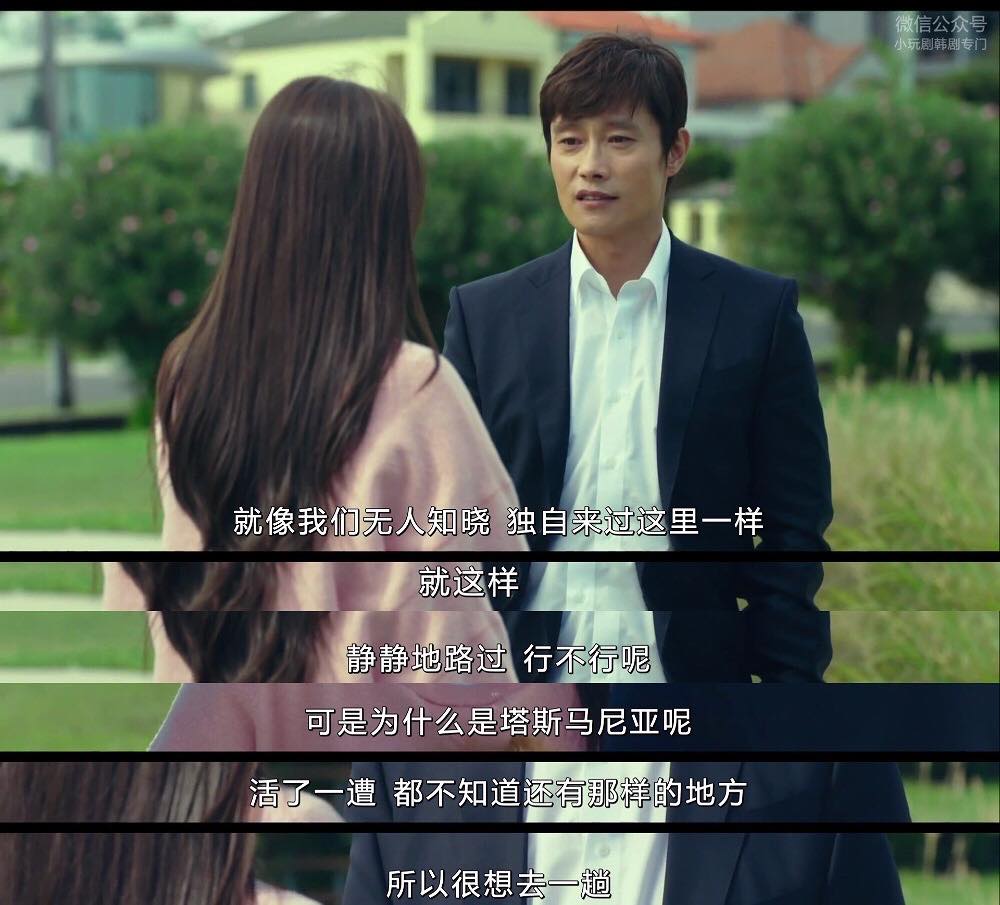 微信公众号
小玩剧韩剧专门
就像我们无人知晓 独自来过这里一样
就这样
静静地路过 行不行呢
可是为什么是塔斯马尼亚呢
活了一遭 都不知道还有那样的地方
所以很想去一趟